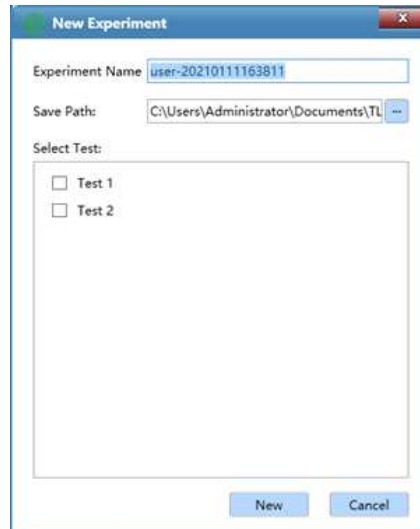 New Experiment
Experiment Name user-20210111163811
Save Path: C:\Users\Administrator\Documents\TL ...
Select Test:
Test 1
Test 2
New Cancel